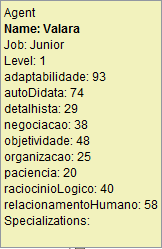 Agent
Name: Valara
Job: Junior
Level: 1
adaptabilidade: 93
autoDidata: 74
detalhista: 29
negociacao: 38
objetividade: 48
organizacao: 25
paciencia: 20
raciocinioLogico: 40
relacionamentoHumano: 58
Specializations: